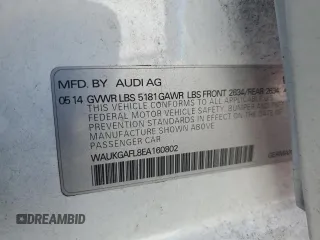 MFD. BY AUDI AG
05 14 GVWR LBS 5181 GAWR LBS FRONT 2634/REAR 2634
THIS VEHICLE CONFORMS TO ALL APPLICABLE
FEDERAL MOTOR VEHICLE SAFETY, BUMPER AND THEFT
PREVENTION STANDARDS IN EFFECT ON THE DATE
OF MANUFACTURE SHOWN ABOVE.
PASSENGER CAR
WAUKGAFL8EA160802
DREAMBID
DREAMBID